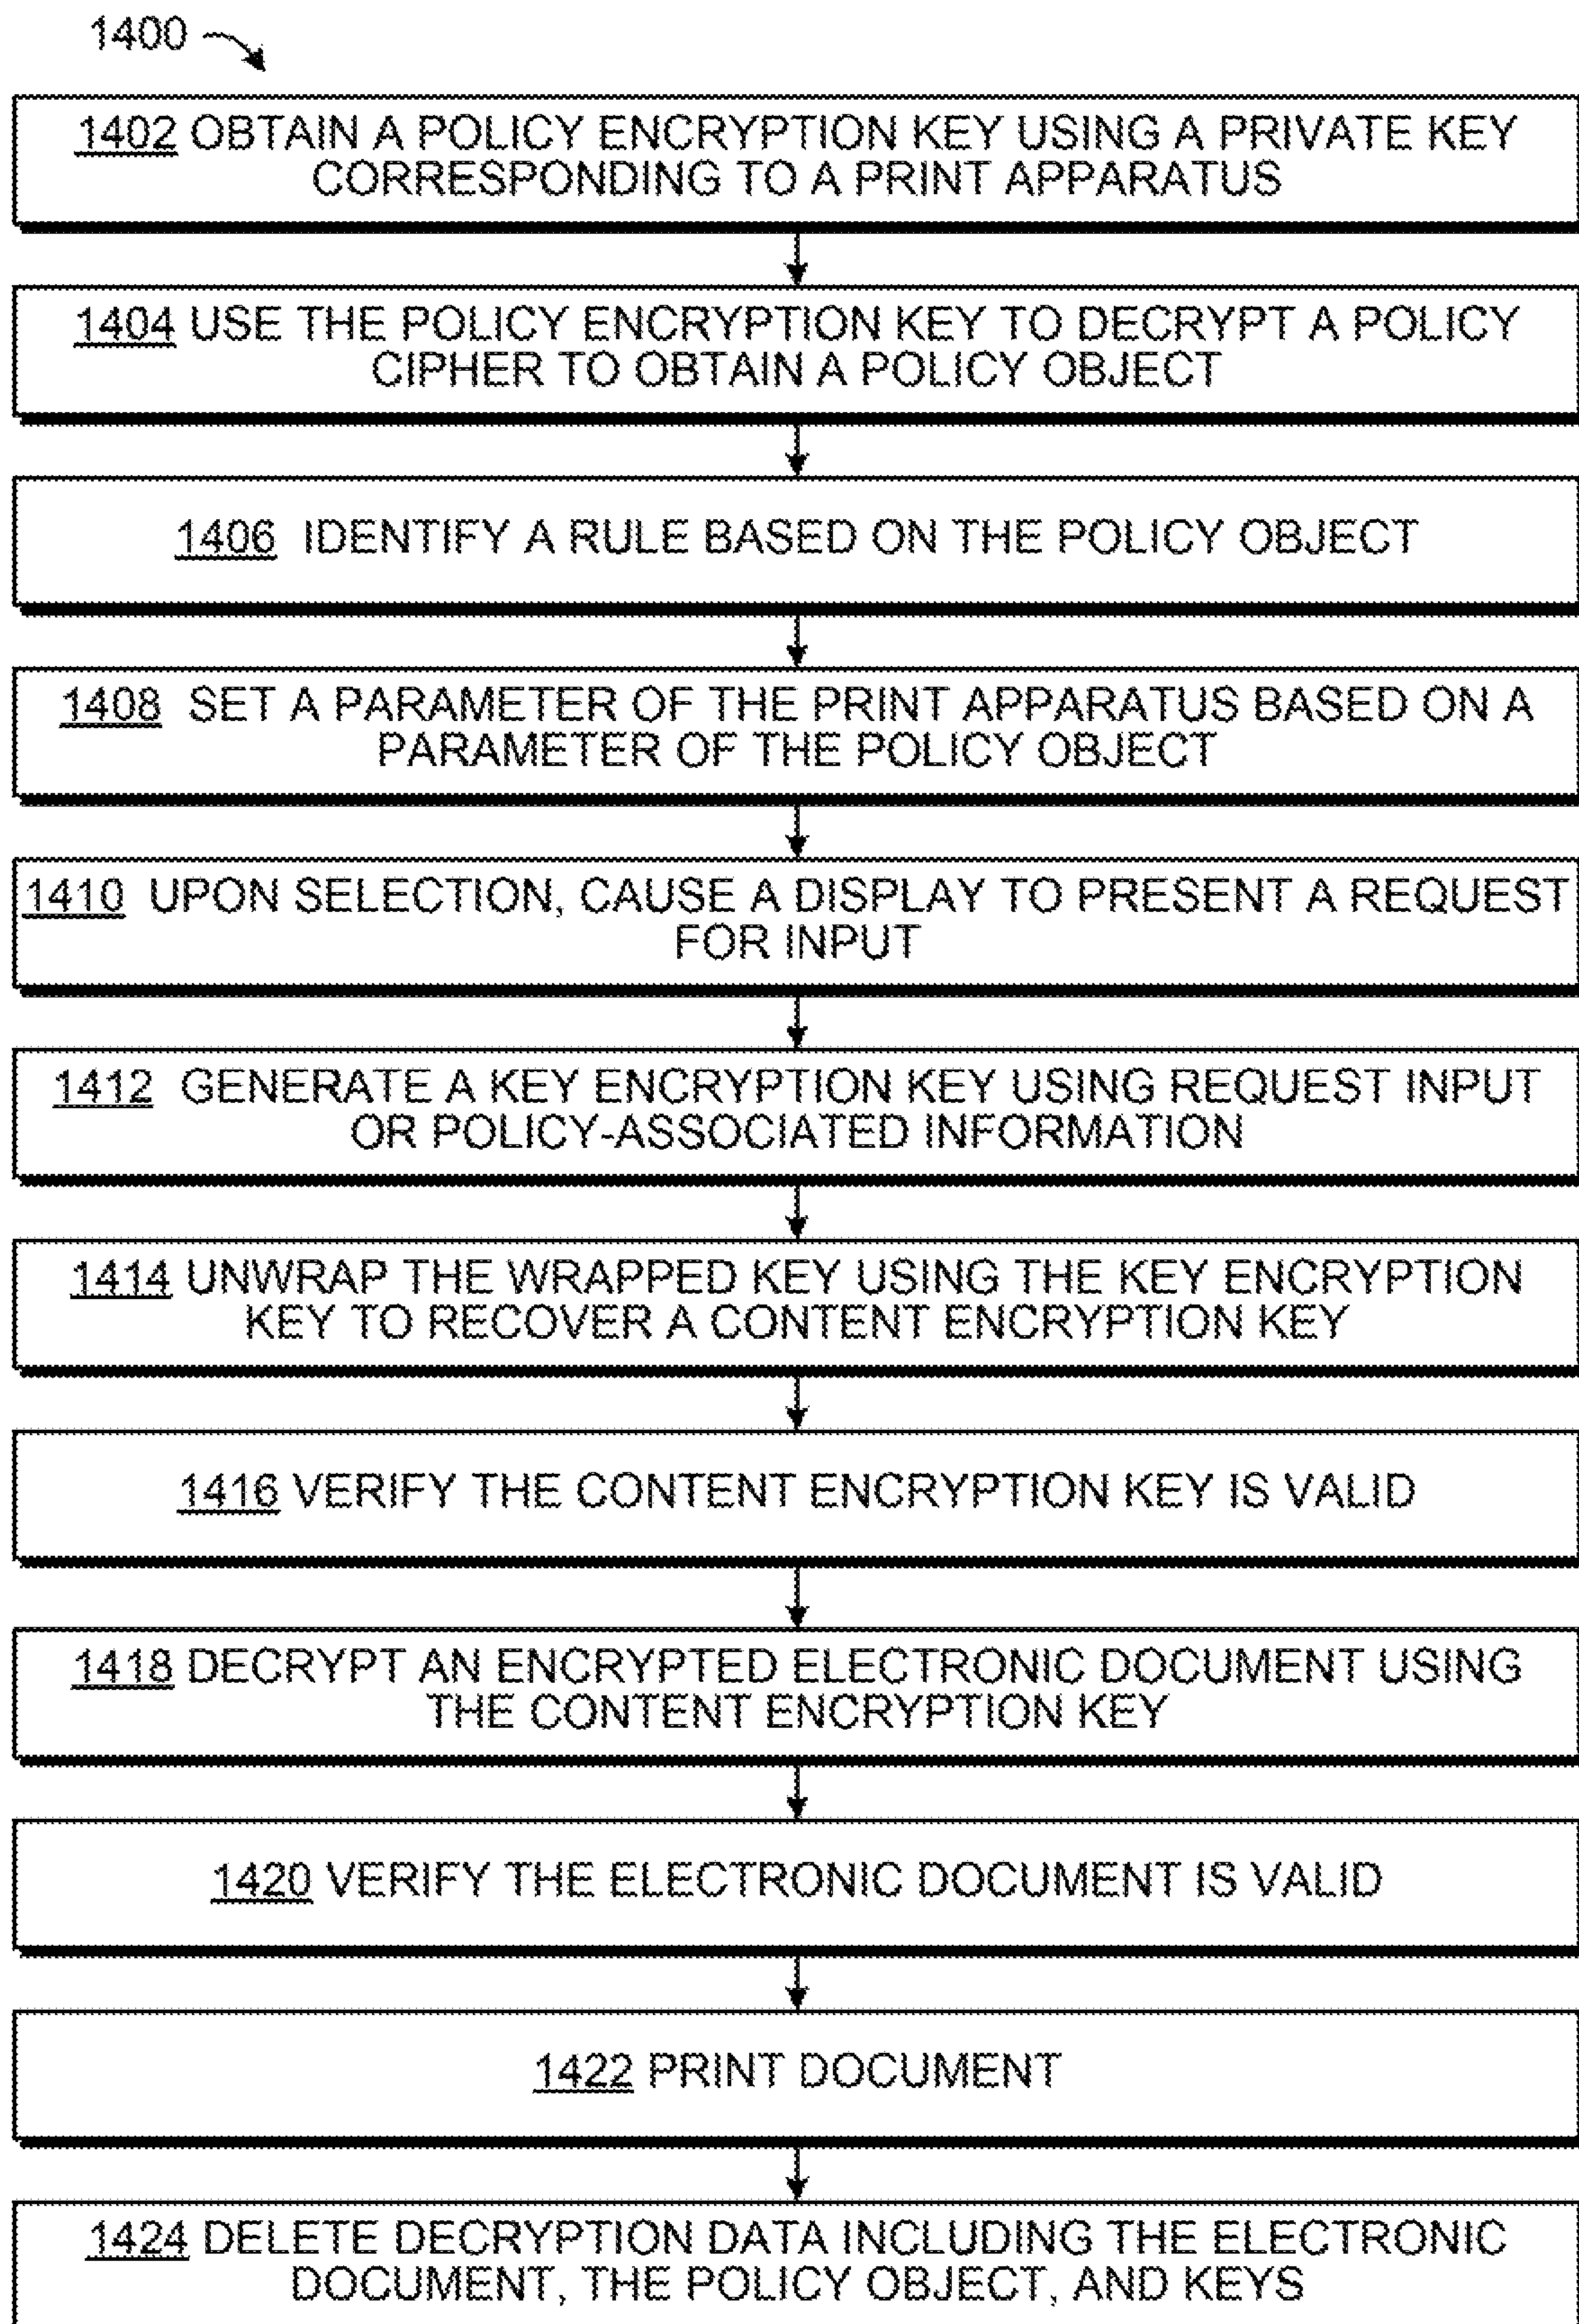 1400
1402 OBTAIN A POLICY ENCRYPTION KEY USING A PRIVATE KEY
CORRESPONDING TO A PRINT APPARATUS
1404 USE THE POLICY ENCRYPTION KEY TO DECRYPT A POLICY
CIPHER TO OBTAIN A POLICY OBJECT
1406 IDENTIFY A RULE BASED ON THE POLICY OBJECT
1408 SET A PARAMETER OF THE PRINT APPARATUS BASED ON A
PARAMETER OF THE POLICY OBJECT
1410 UPON SELECTION, CAUSE A DISPLAY TO PRESENT A REQUEST
FOR INPUT
1412 GENERATE A KEY ENCRYPTION KEY USING REQUEST INPUT
OR POLICY-ASSOCIATED INFORMATION
1414 UNWRAP THE WRAPPED KEY USING THE KEY ENCRYPTION
KEY TO RECOVER A CONTENT ENCRYPTION KEY
1416 VERIFY THE CONTENT ENCRYPTION KEY IS VALID
1418 DECRYPT AN ENCRYPTED ELECTRONIC DOCUMENT USING
THE CONTENT ENCRYPTION KEY
1420 VERIFY THE ELECTRONIC DOCUMENT IS VALID
1422 PRINT DOCUMENT
1424 DELETE DECRYPTION DATA INCLUDING THE ELECTRONIC
DOCUMENT, THE POLICY OBJECT, AND KEYS